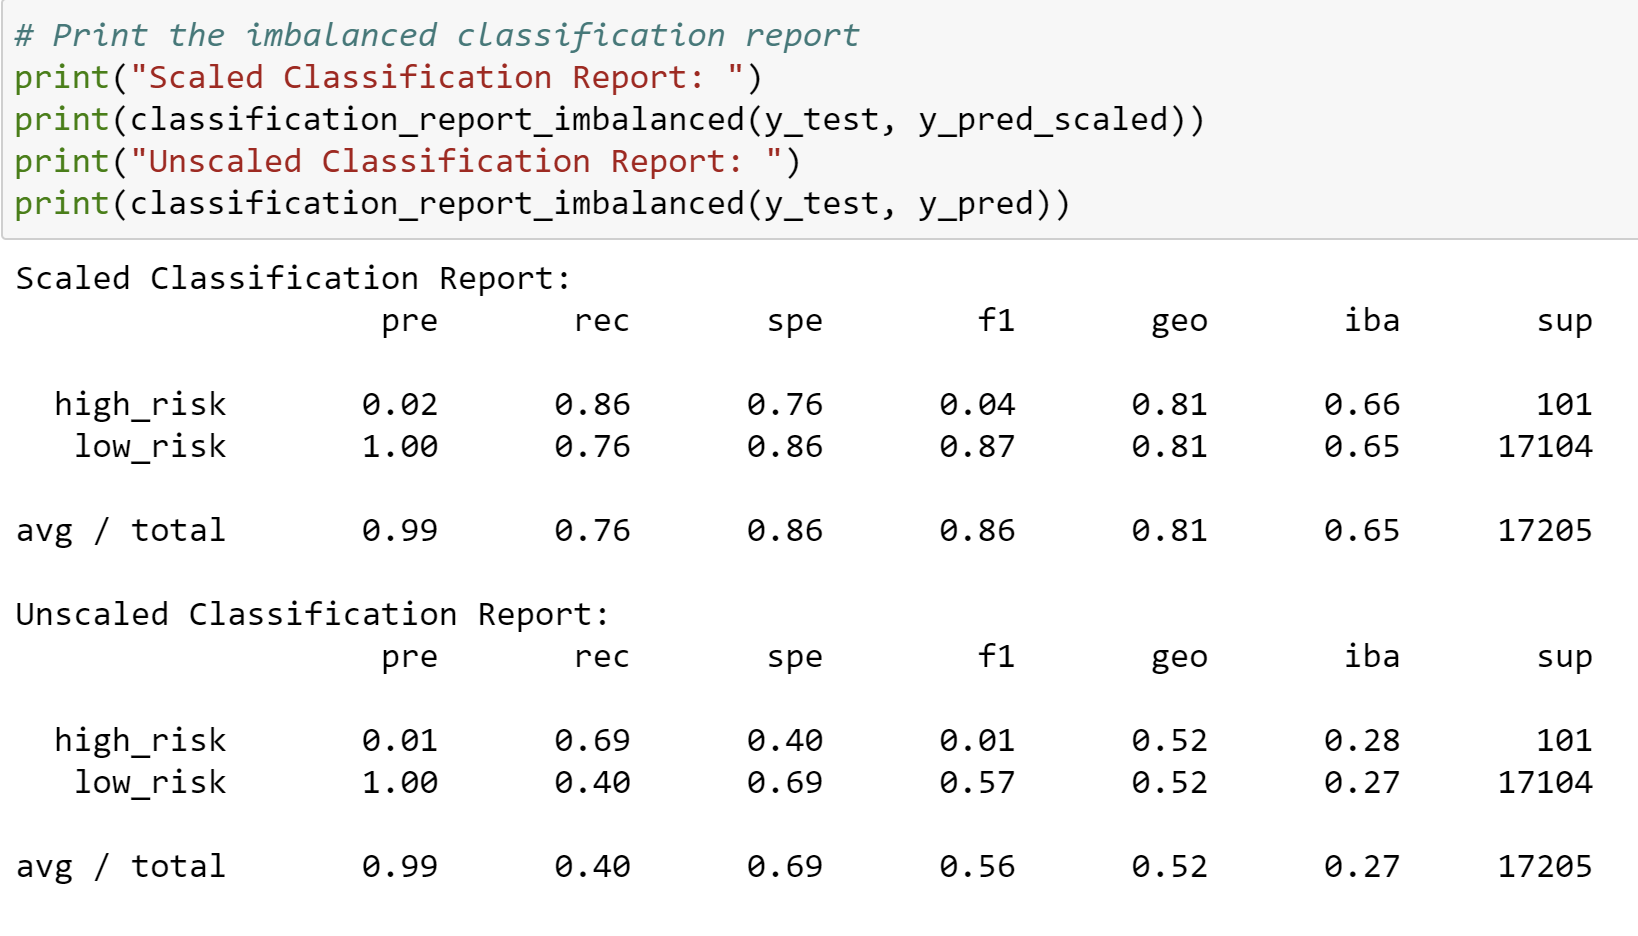 # Print the imbalanced classification report
print("Scaled Classification Report: ")
print(classification_report_imbalanced(y_test, y_pred_scaled))
print("Unscaled Classification Report: ")
print(classification_report_imbalanced(y_test, y_pred))
Scaled Classification Report:
pre rec spe f1 geo iba sup
high_risk 0.02 0.86 0.76 0.04 0.81 0.66 101
low_risk 1.00 0.76 0.86 0.87 0.81 0.65 17104
avg / total 0.99 0.76 0.86 0.86 0.81 0.65 17205
Unscaled Classification Report:
pre rec spe f1 geo iba sup
high_risk 0.01 0.69 0.40 0.01 0.52 0.28 101
low_risk 1.00 0.40 0.69 0.57 0.52 0.27 17104
avg / total 0.99 0.40 0.69 0.56 0.52 0.27 17205